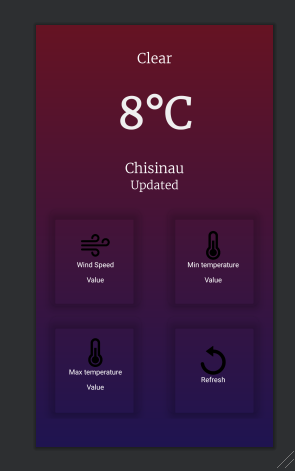 Clear
8°C
Chisinau
Updated
Wind Speed
Value
Min temperature
Value
Max temperature
Value
Refresh